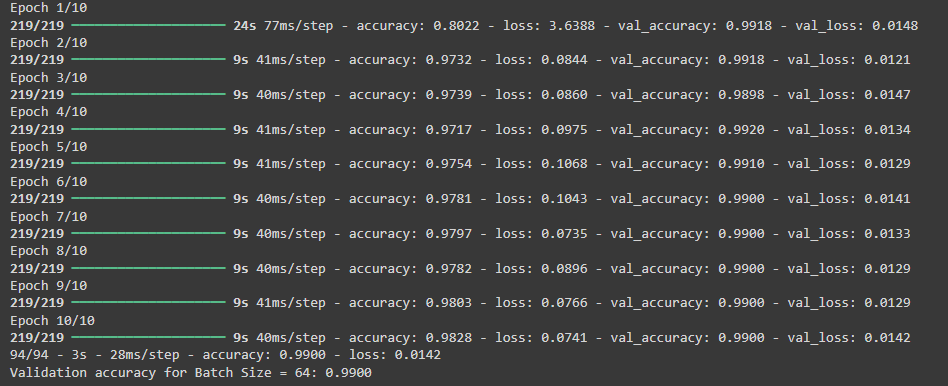 Epoch 1/10
219/219 ━━━━━━━━━━━━━━━━━━━━ 24s 77ms/step - accuracy: 0.8022 - loss: 3.6388 - val_accuracy: 0.9918 - val_loss: 0.0148
Epoch 2/10
219/219 ━━━━━━━━━━━━━━━━━━━━ 9s 41ms/step - accuracy: 0.9732 - loss: 0.0844 - val_accuracy: 0.9918 - val_loss: 0.0121
Epoch 3/10
219/219 ━━━━━━━━━━━━━━━━━━━━ 9s 40ms/step - accuracy: 0.9739 - loss: 0.0860 - val_accuracy: 0.9898 - val_loss: 0.0147
Epoch 4/10
219/219 ━━━━━━━━━━━━━━━━━━━━ 9s 41ms/step - accuracy: 0.9717 - loss: 0.0975 - val_accuracy: 0.9920 - val_loss: 0.0134
Epoch 5/10
219/219 ━━━━━━━━━━━━━━━━━━━━ 9s 41ms/step - accuracy: 0.9754 - loss: 0.1068 - val_accuracy: 0.9910 - val_loss: 0.0129
Epoch 6/10
219/219 ━━━━━━━━━━━━━━━━━━━━ 9s 40ms/step - accuracy: 0.9781 - loss: 0.1043 - val_accuracy: 0.9900 - val_loss: 0.0141
Epoch 7/10
219/219 ━━━━━━━━━━━━━━━━━━━━ 9s 40ms/step - accuracy: 0.9797 - loss: 0.0735 - val_accuracy: 0.9900 - val_loss: 0.0133
Epoch 8/10
219/219 ━━━━━━━━━━━━━━━━━━━━ 9s 40ms/step - accuracy: 0.9782 - loss: 0.0896 - val_accuracy: 0.9900 - val_loss: 0.0129
Epoch 9/10
219/219 ━━━━━━━━━━━━━━━━━━━━ 9s 41ms/step - accuracy: 0.9803 - loss: 0.0766 - val_accuracy: 0.9900 - val_loss: 0.0129
Epoch 10/10
219/219 ━━━━━━━━━━━━━━━━━━━━ 9s 40ms/step - accuracy: 0.9828 - loss: 0.0741 - val_accuracy: 0.9900 - val_loss: 0.0142
94/94 - 3s - 28ms/step - accuracy: 0.9900 - loss: 0.0142
Validation accuracy for Batch Size = 64: 0.9900